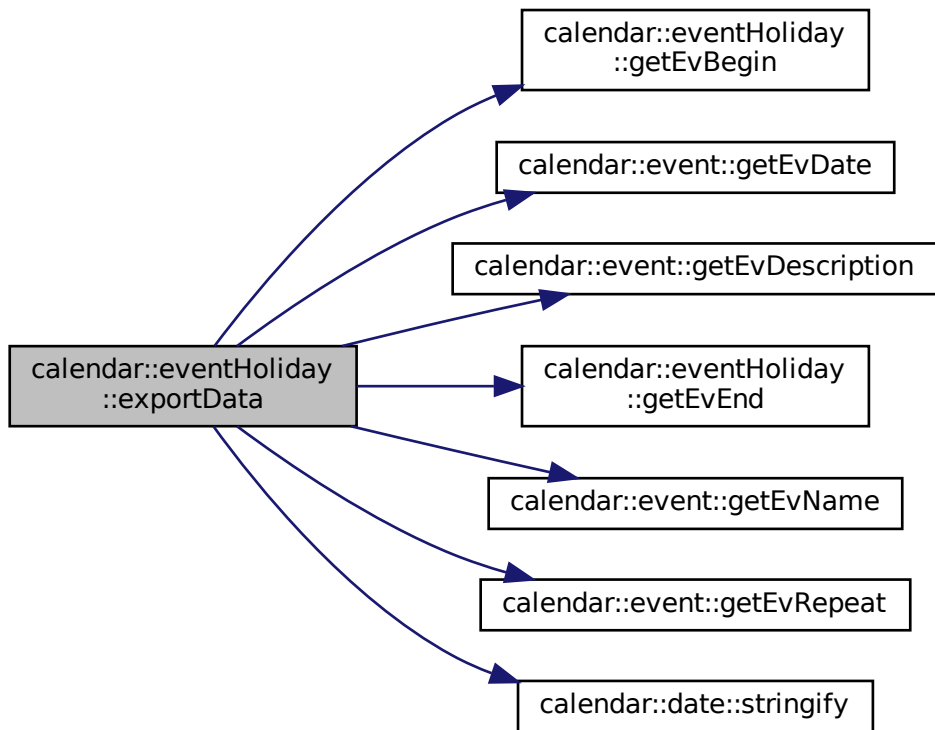 calendar::eventHoliday
::getEvBegin
calendar::event::getEvDate
calendar::event::getEvDescription
calendar::eventHoliday
::exportData
calendar::eventHoliday
::getEvEnd
calendar::event::getEvName
calendar::event::getEvRepeat
calendar::date::stringify